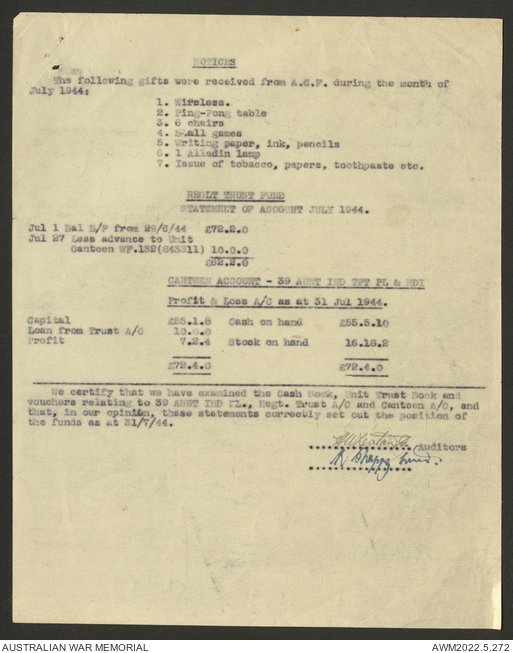 NOTICES
The following gifts were received from A.C.F. during the month of
July 1944:
1. Wireless.
2. Ping-Pong table
3. 6 chairs
4. Small games
5. Writing paper, ink, pencils
6. 1 Alladin lamp
7. Issue of tobacco, papers, toothpaste etc.
REGLT TRUST FUND
STATEMENT OF ACCOUNT JULY 1944.
Jul 1 Bal B/F from 29/6/44 £72.2.0
Jul 27 Less advance to Unit
Canteen WF.132(843311) 10.0.0
£62.2.0
CANTEEN ACCOUNT - 39 AUST IND TPT PL & EDI
Profit & Loss A/C as at 31 Jul 1944.
Capital £55.1.8 Cash on hand £55.5.10
Loan from Trust A/C 10.0.0
Profit 7.2.4 Stock on hand 16.18.2
£72.4.0 £72.4.0
We certify that we have examined the Cash Book, Unit Trust Book and
vouchers relating to 39 AUST IND PL., Regt. Trust A/C and Canteen A/C, and
that, in our opinion, these statements correctly set out the position of
the funds as at 31/7/44.
Auditors
AUSTRALIAN WAR MEMORIAL AWM2022.5.272